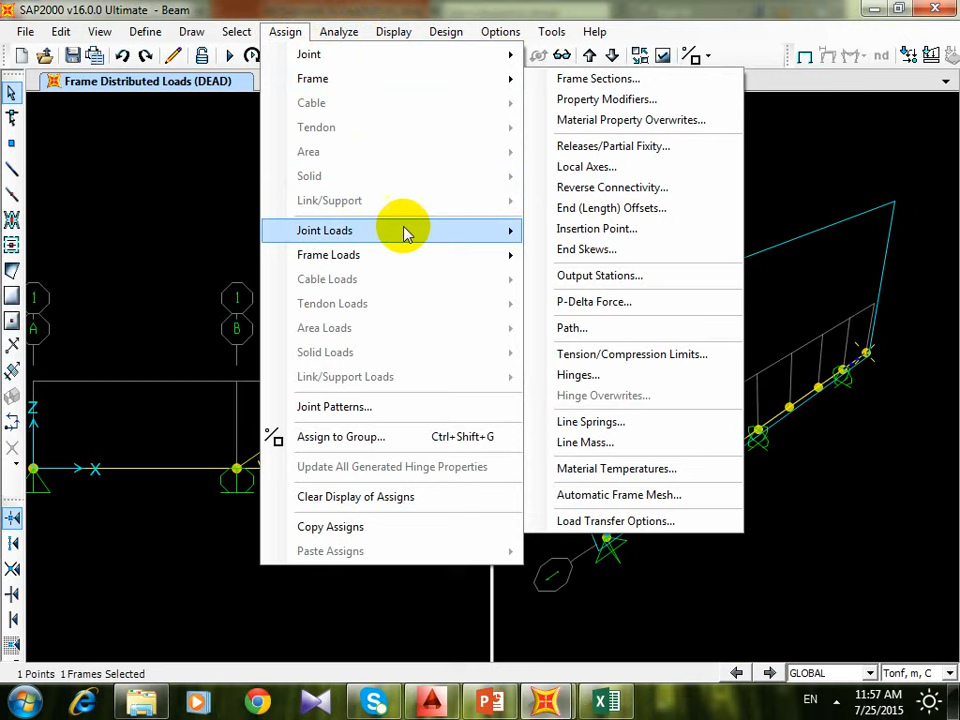 SAP2000 v16.0.0 Ultimate - Beam
File Edit View Define Draw Select Assign Analyze Display Design Options Tools Help
Frame Distributed Loads (DEAD)
Joint
Frame
Cable
Tendon
Area
Solid
Link/Support
Joint Loads
Frame Loads
Cable Loads
Tendon Loads
Area Loads
Solid Loads
Link/Support Loads
Joint Patterns...
Assign to Group... Ctrl+Shift+G
Update All Generated Hinge Properties
Clear Display of Assigns
Copy Assigns
Paste Assigns
Frame Sections...
Property Modifiers...
Material Property Overwrites...
Releases/Partial Fixity...
Local Axes...
Reverse Connectivity...
End (Length) Offsets...
Insertion Point...
End Skews...
Output Stations...
P-Delta Force...
Path...
Tension/Compression Limits...
Hinges...
Hinge Overwrites...
Line Springs...
Line Mass...
Material Temperatures...
Automatic Frame Mesh...
Load Transfer Options...
1 1
A B
Z
X
1 Points 1 Frames Selected
GLOBAL
Tonf, m, C
EN
11:57 AM
7/25/2015